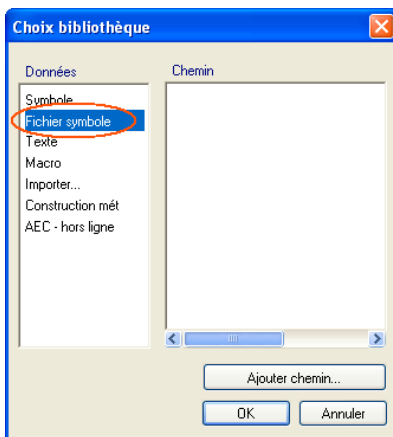 Choix bibliothèque
Données
Chemin
Symbole
Fichier symbole
Texte
Macro
Importer...
Construction mét
AEC - hors ligne
Ajouter chemin...
OK
Annuler